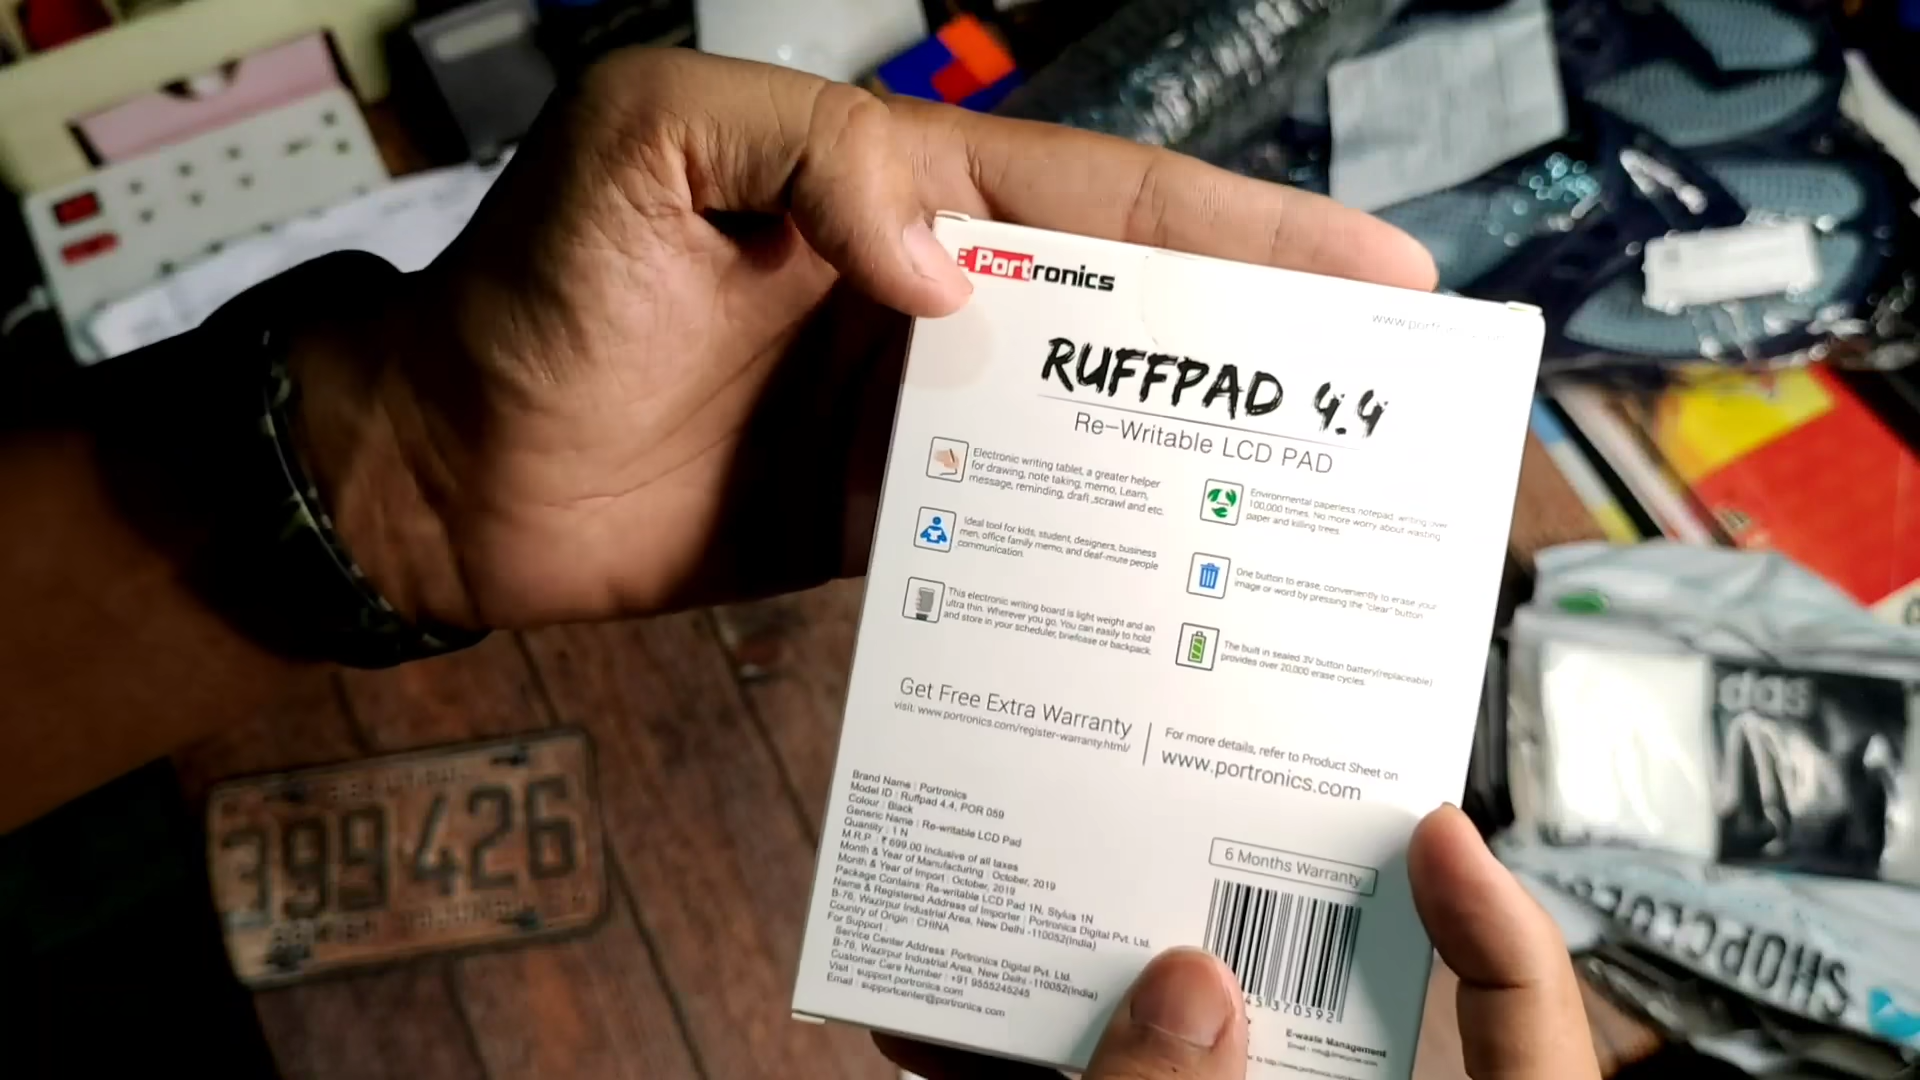 Portronics
RUFFPAD 4.4
Re-Writable LCD PAD
Electronic writing tablet, a greater helper
for drawing, note taking, memo, Learn,
message, reminding, draft ,scrawl and etc.
Ideal tool for kids, student, designers, business
men, office family memo, and deaf-mute people
communication.
This electronic writing board is light weight and an
ultra thin. Wherever you go, You can easily to hold
and store in your scheduler, briefcase or backpack.
Environmental paperless notepad, writing over
100,000 times. No more worry about wasting
paper and killing trees.
One button to erase, conveniently to erase your
image or word by pressing the "clear" button
The built in sealed 3V button battery(replaceable)
provides over 20,000 erase cycles.
Get Free Extra Warranty
visit: www.portronics.com/register-warranty.html/
For more details, refer to Product Sheet on
www.portronics.com
Brand Name : Portronics
Model ID : Ruffpad 4.4, POR 059
Colour : Black
Generic Name : Re-writable LCD Pad
Quantity : 1 N
M.R.P. : ₹ 699.00 Inclusive of all taxes
Month & Year of Manufacturing : October, 2019
Month & Year of Import : October, 2019
Package Contains: Re-writable LCD Pad 1N, Stylus 1N
Name & Registered Address of Importer : Portronics Digital Pvt. Ltd.
B-76, Wazirpur Industrial Area, New Delhi -110052(India)
Country of Origin : CHINA
For Support :
Service Center Address: Portronics Digital Pvt. Ltd.
B-76, Wazirpur Industrial Area, New Delhi -110052(India)
Customer Care Number : +91 9555245245
Visit : support.portronics.com
Email : supportcenter@portronics.com
6 Months Warranty
45 370592
E-waste Management
399426
das
SHOPCLUES